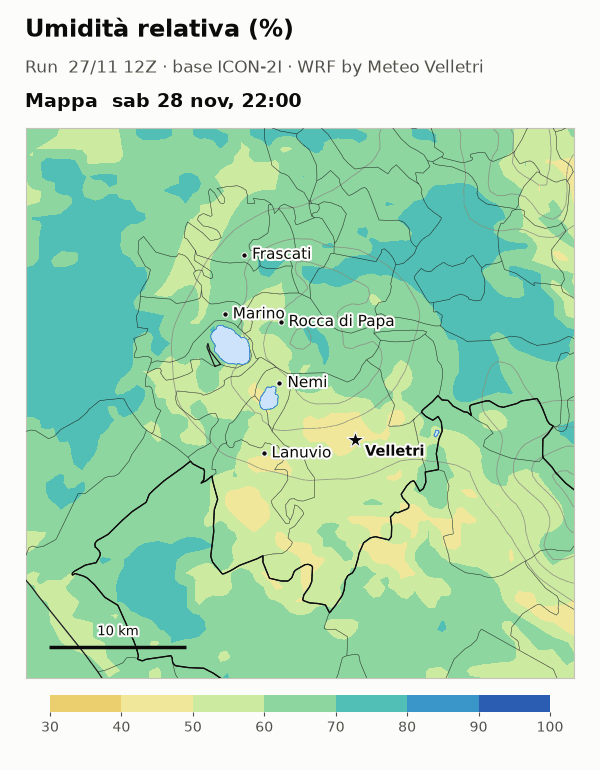 Umidità relativa (%)
Run  27/11 12Z · base ICON-2I · WRF by Meteo Velletri
Mappa  sab 28 nov, 22:00
Frascati
Marino
Rocca di Papa
Nemi
Velletri
Lanuvio
10 km
30 40 50 60 70 80 90 100